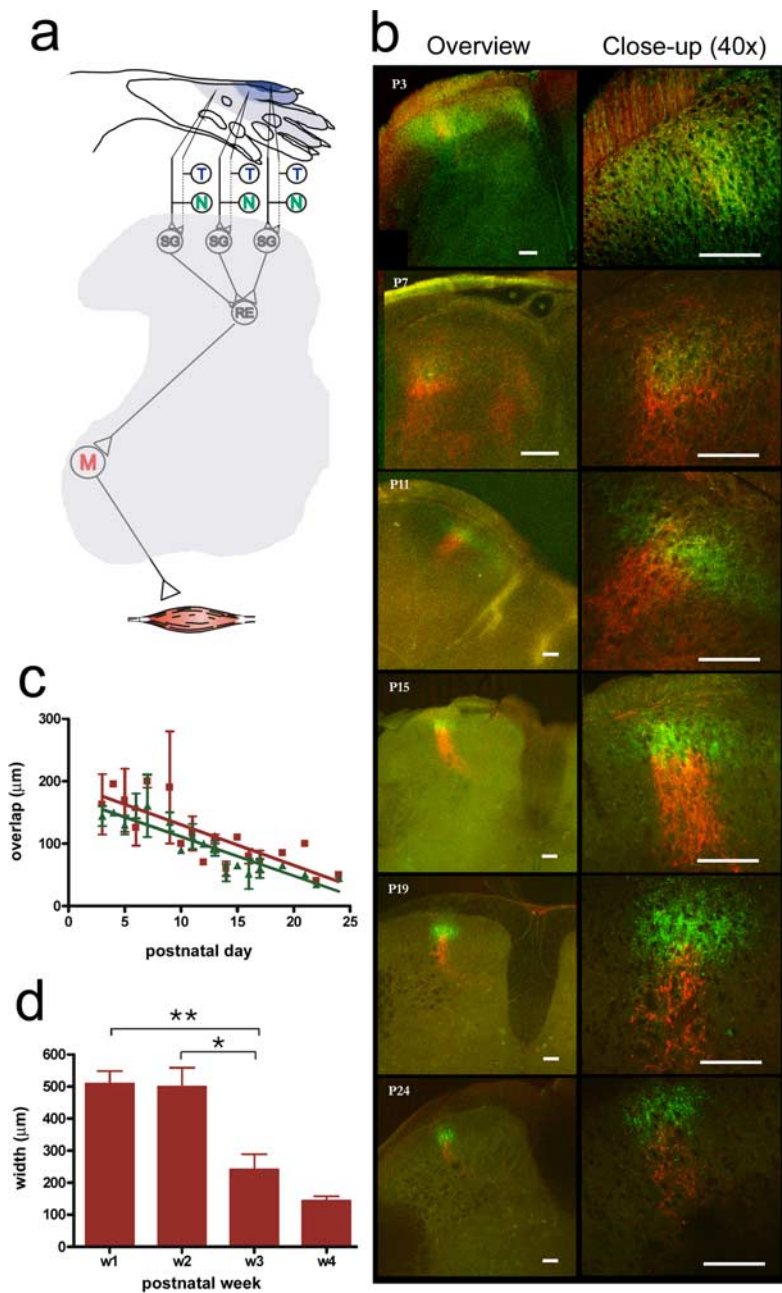 a
T T T
N N N
SG SG SG
RE
M
b
Overview Close-up (40x)
P3
P7
P11
P15
P19
P24
c
300
200
100
0
overlap (µm)
0 5 10 15 20 25
postnatal day
d
** 
*
600
500
400
300
200
100
0
width (µm)
w1 w2 w3 w4
postnatal week